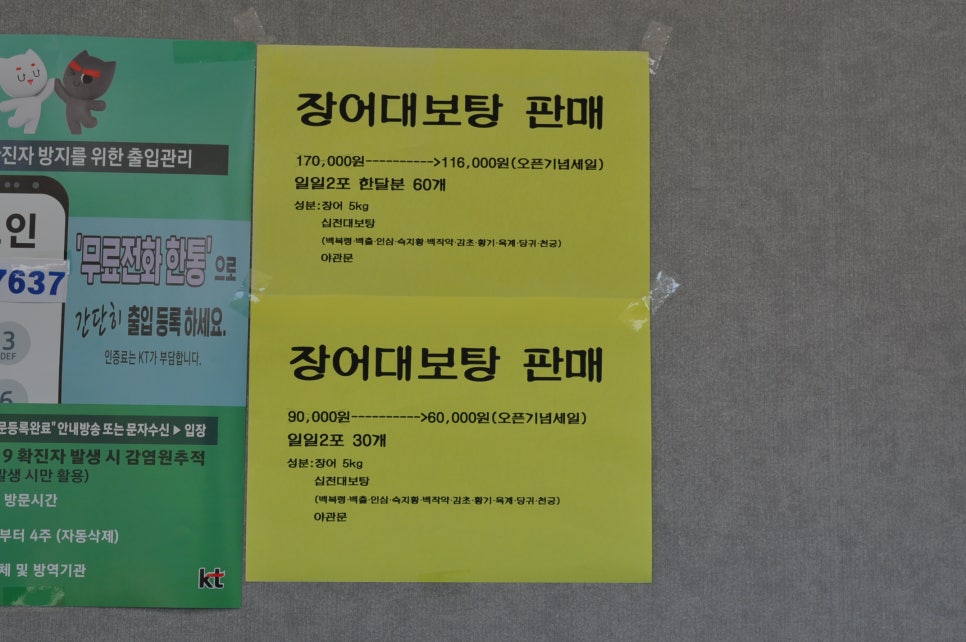 확진자 방지를 위한 출입관리
인
7637
3
DEF
6
'무료전화 한통'으로
간단히 출입 등록 하세요.
인증료는 KT가 부담합니다.
문등록완료" 안내방송 또는 문자수신 ▶ 입장
9 확진자 발생 시 감염원추적
발생 시만 활용)
방문시간
부터 4주 (자동삭제)
체 및 방역기관
kt
장어대보탕 판매
170,000원---------->116,000원(오픈기념세일)
일일2포 한달분 60개
성분:장어 5kg
십전대보탕
(백복령·백출·인삼·숙지황·백작약·감초·황기·육계·당귀·천궁)
야관문
장어대보탕 판매
90,000원---------->60,000원(오픈기념세일)
일일2포 30개
성분:장어 5kg
십전대보탕
(백복령·백출·인삼·숙지황·백작약·감초·황기·육계·당귀·천궁)
야관문